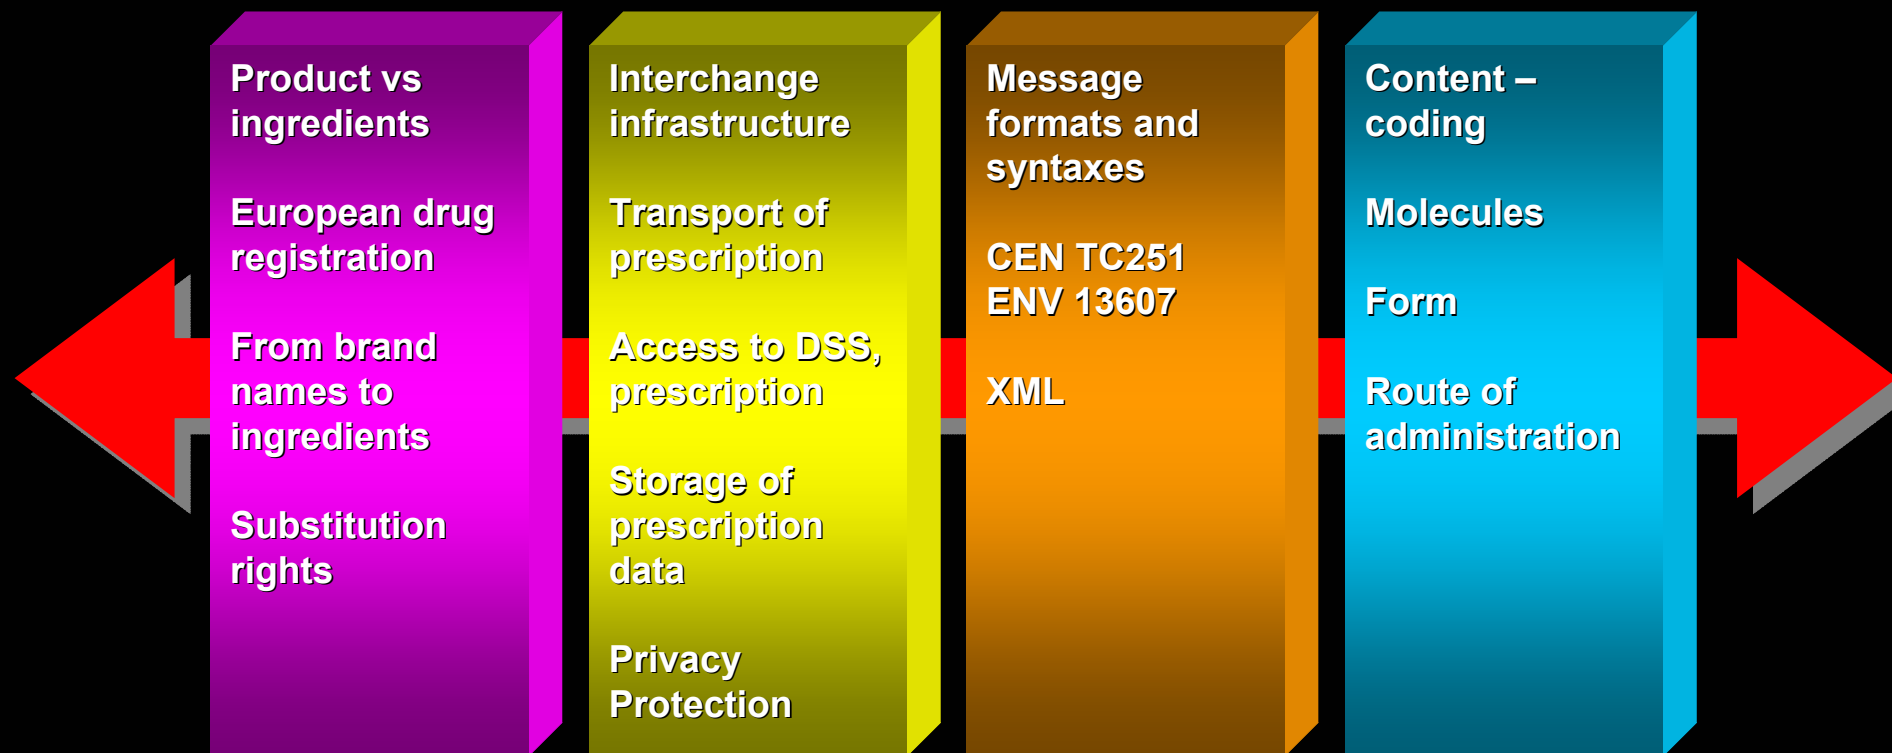 Product vs
ingredients
European drug
registration
From brand
names to
ingredients
Substitution
rights
Interchange
infrastructure
Transport of
prescription
Access to DSS,
prescription
Storage of
prescription
data
Privacy
Protection
Message
formats and
syntaxes
CEN TC251
ENV 13607
XML
Content –
coding
Molecules
Form
Route of
administration